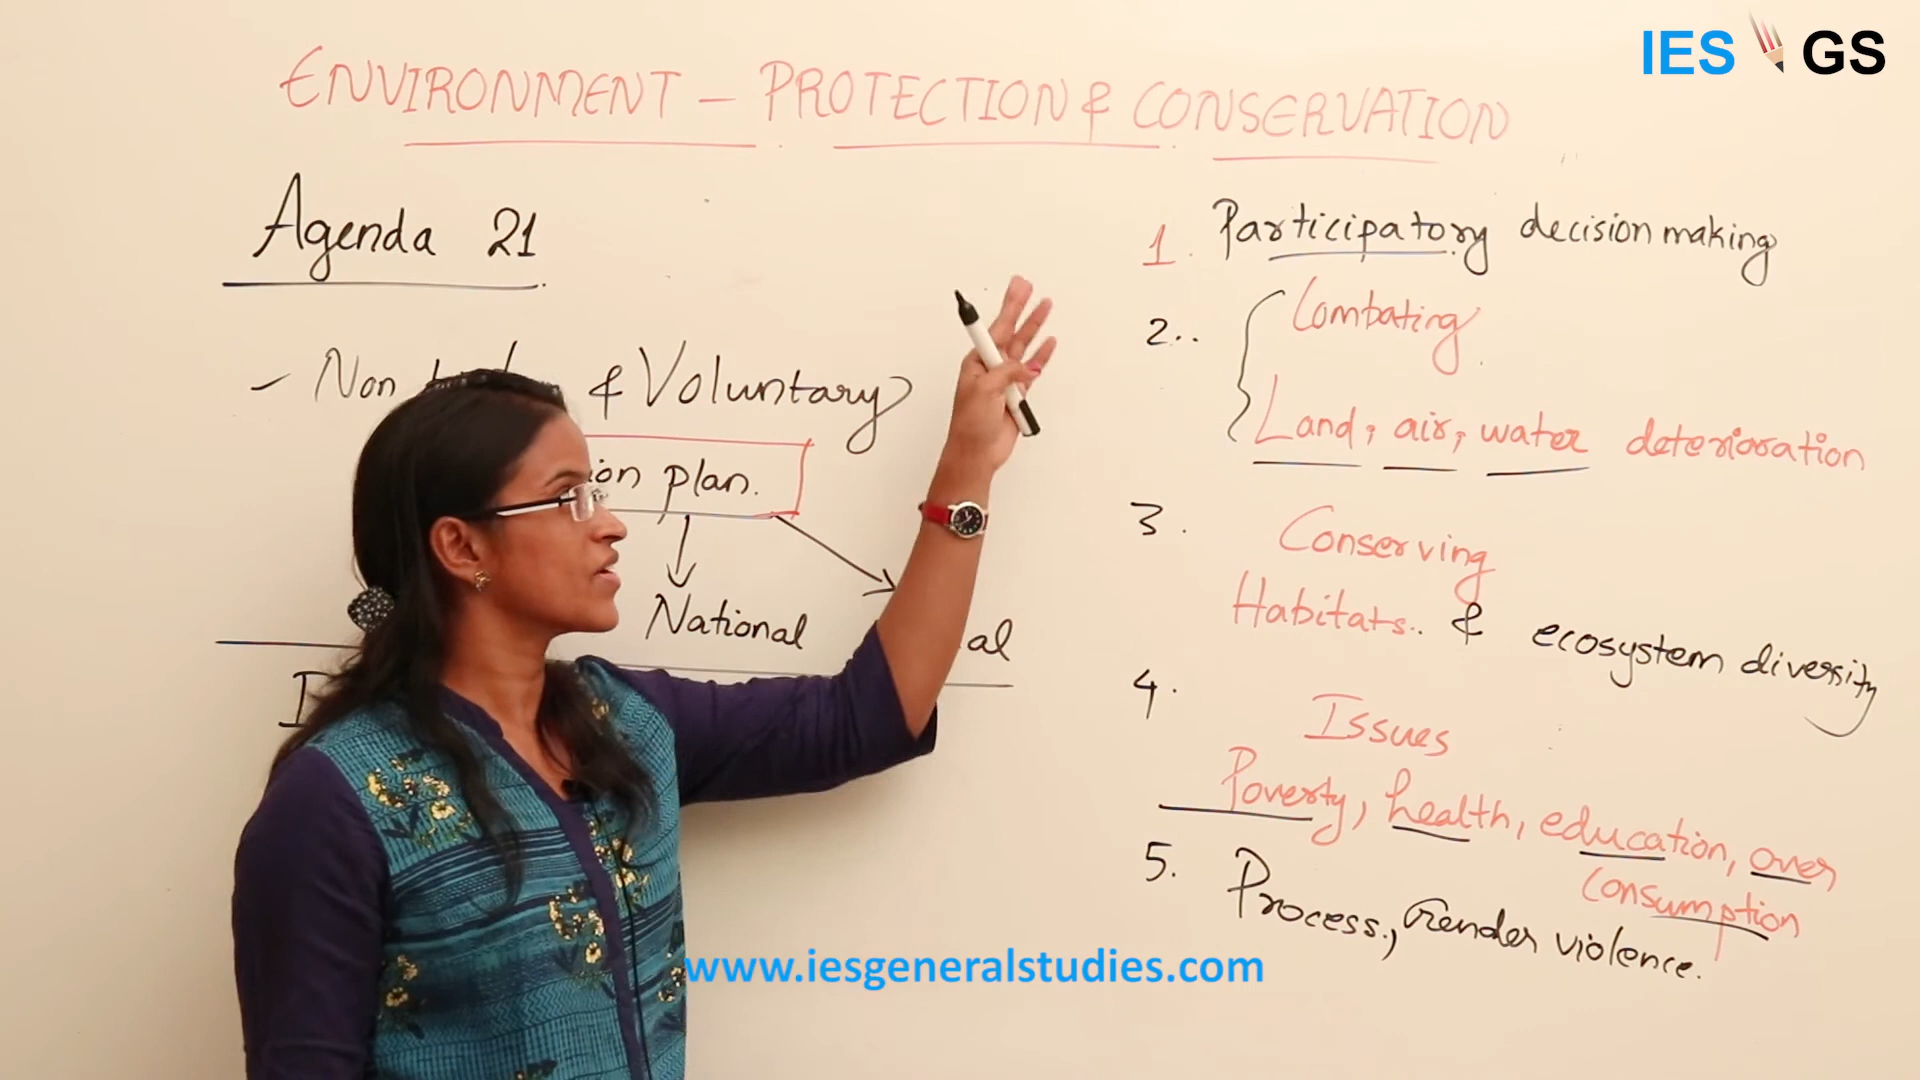 IES GS
ENVIRONMENT - PROTECTION & CONSERVATION
Agenda 21
- Non & Voluntary
plan.
National
1. Participatory decision making
2.. Combating
Land, air, water deterioration
3. Conserving
Habitats.. & ecosystem diversity
4. Issues
Poverty, health, education, over
consumption
5. Process., Gender violence.
www.iesgeneralstudies.com